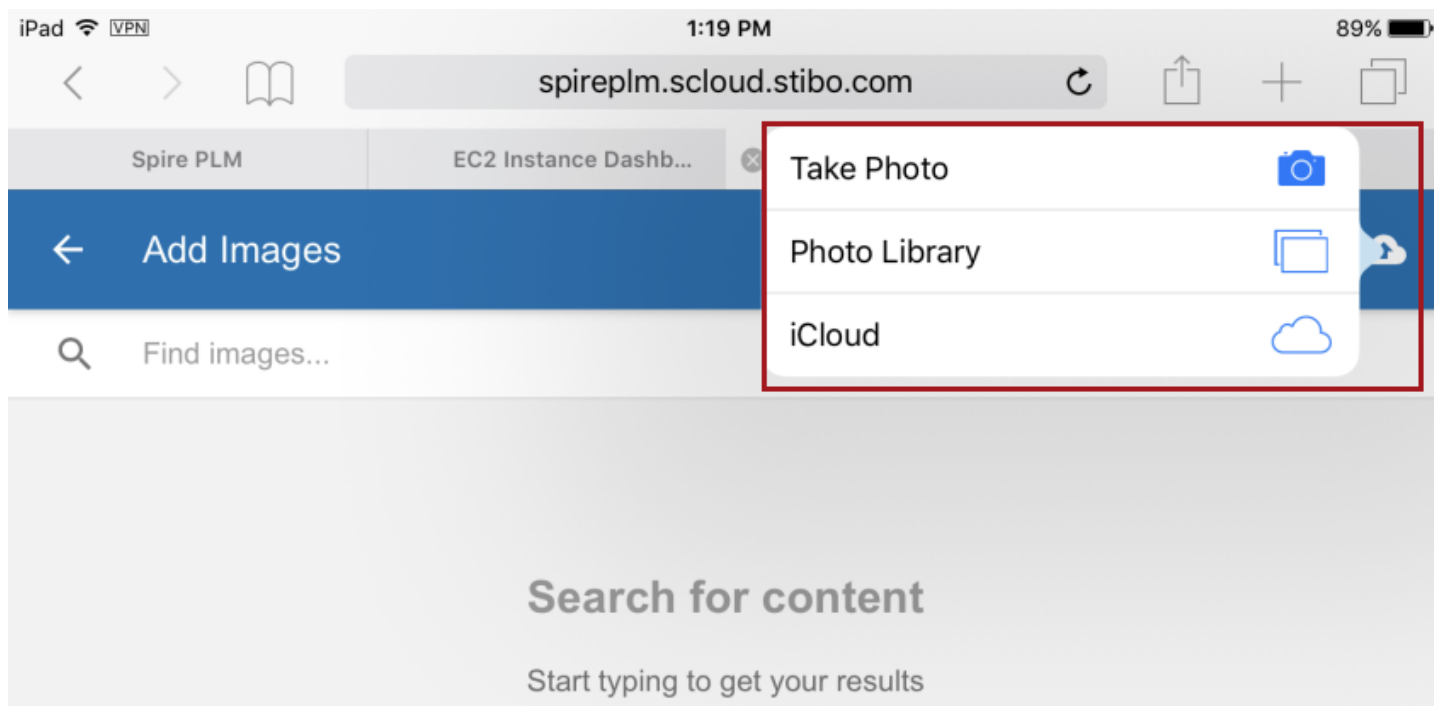 iPad VPN 1:19 PM 89%
spireplm.scloud.stibo.com
Spire PLM EC2 Instance Dashb...
Take Photo
Add Images
Photo Library
iCloud
Find images...
Search for content
Start typing to get your results